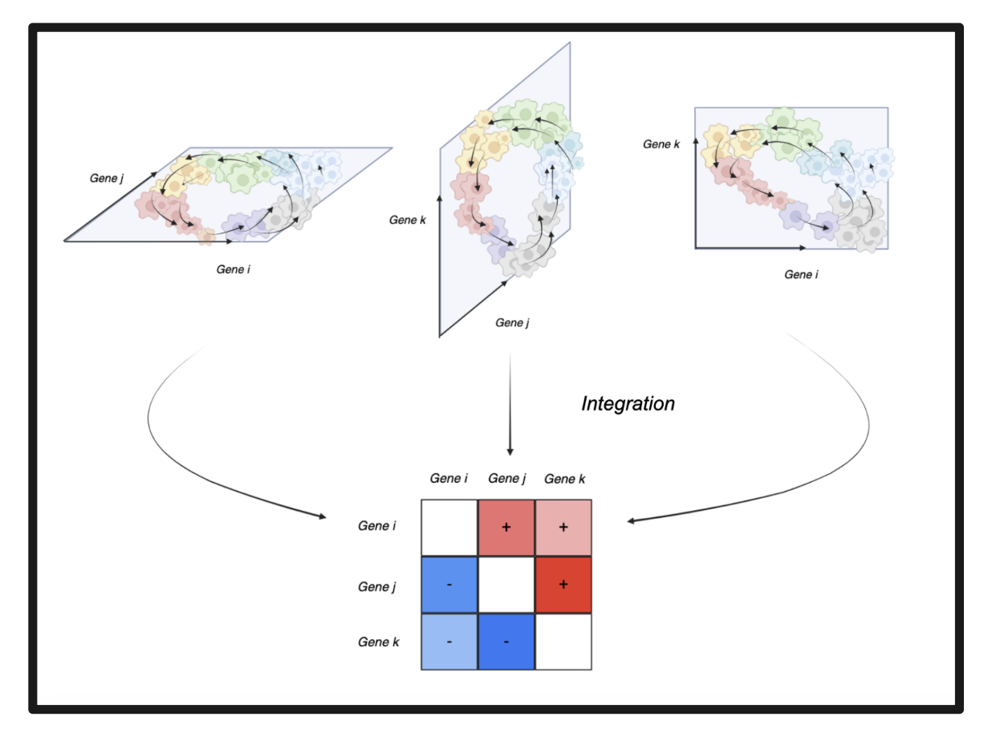 Gene j
Gene i
Gene k
Gene j
Gene k
Gene i
Integration
Gene i Gene j Gene k
Gene i + +
Gene j - +
Gene k - -